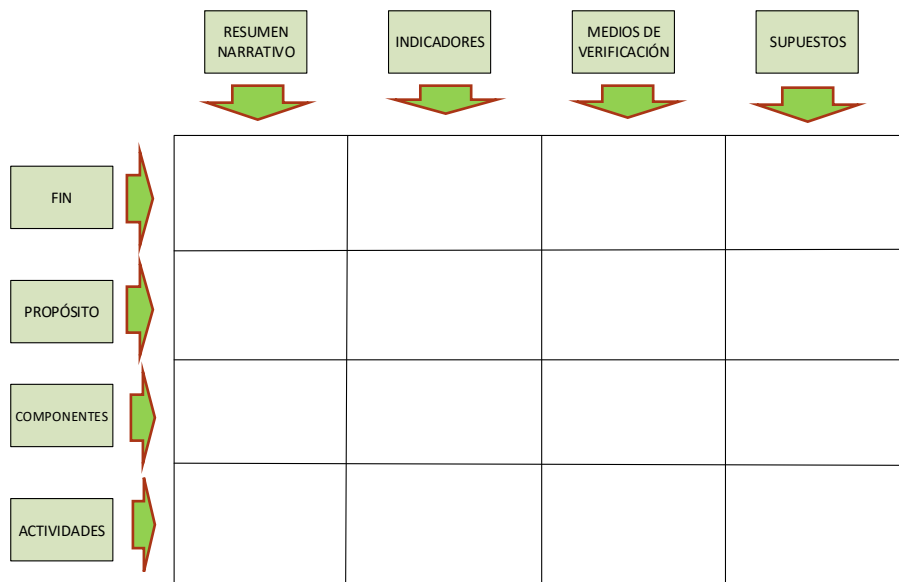 RESUMEN
NARRATIVO
INDICADORES
MEDIOS DE
VERIFICACIÓN
SUPUESTOS
FIN
PROPÓSITO
COMPONENTES
ACTIVIDADES